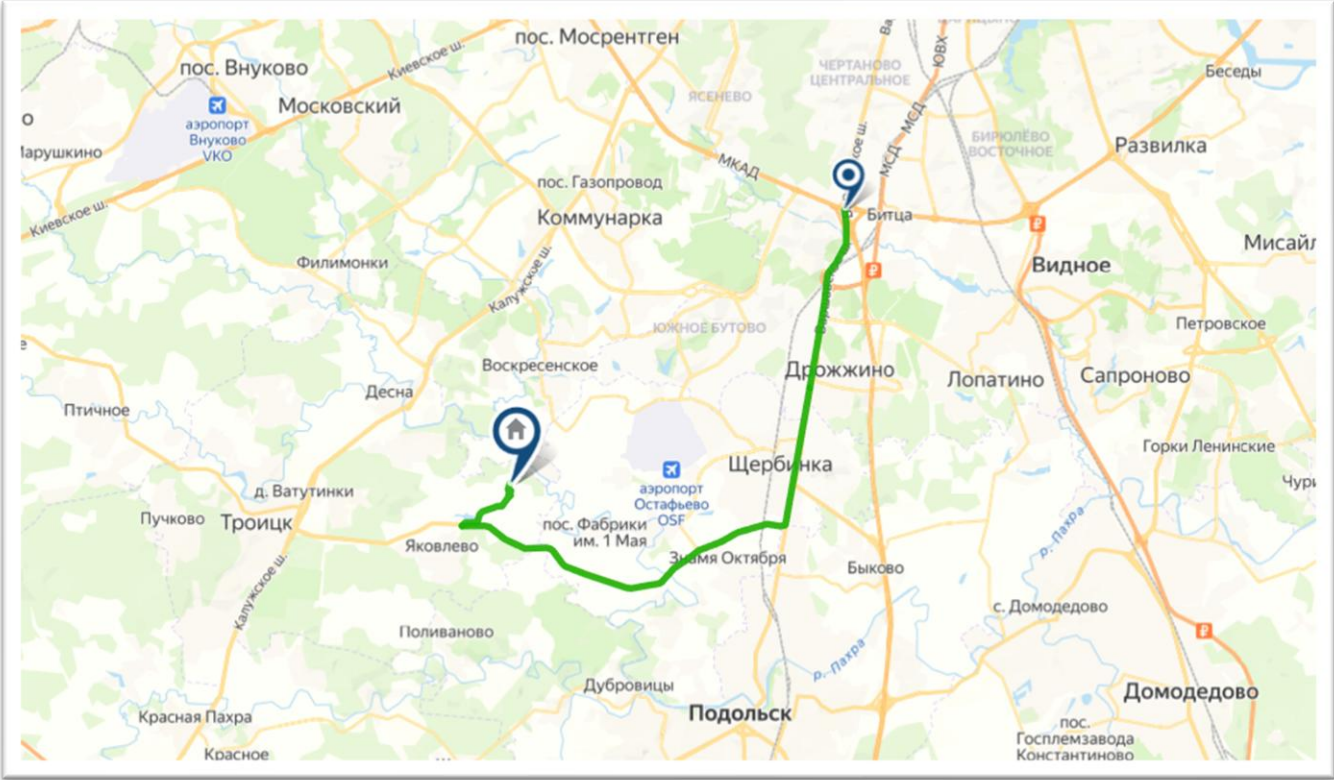 пос. Мосрентген
Киевское ш.
пос. Внуково
Московский
аэропорт
Внуково
VKO
ЧЕРТАНОВО
ЦЕНТРАЛЬНОЕ
ЮВХ
Беседы
ЯСЕНЕВО
МСД
БИРЮЛЁВО
ВОСТОЧНОЕ
Развилка
МКАД
МСД
пос. Газопровод
Коммунарка
Битца
Киевское ш.
Филимонки
Калужское ш.
Видное
ЮЖНОЕ БУТОВО
Петровское
Воскресенское
Дрожжино
Лопатино
Сапроново
Десна
Птичное
Горки Ленинские
Щербинка
аэропорт
Остафьево
OSF
д. Ватутинки
Пучково
Троицк
пос. Фабрики
им. 1 Мая
р. Пахра
Яковлево
Знамя Октября
Быково
Калужское ш.
с. Домодедово
Поливаново
р. Пахра
Дубровицы
Домодедово
Подольск
Красная Пахра
пос.
Госплемзавода
Константиново
Красное